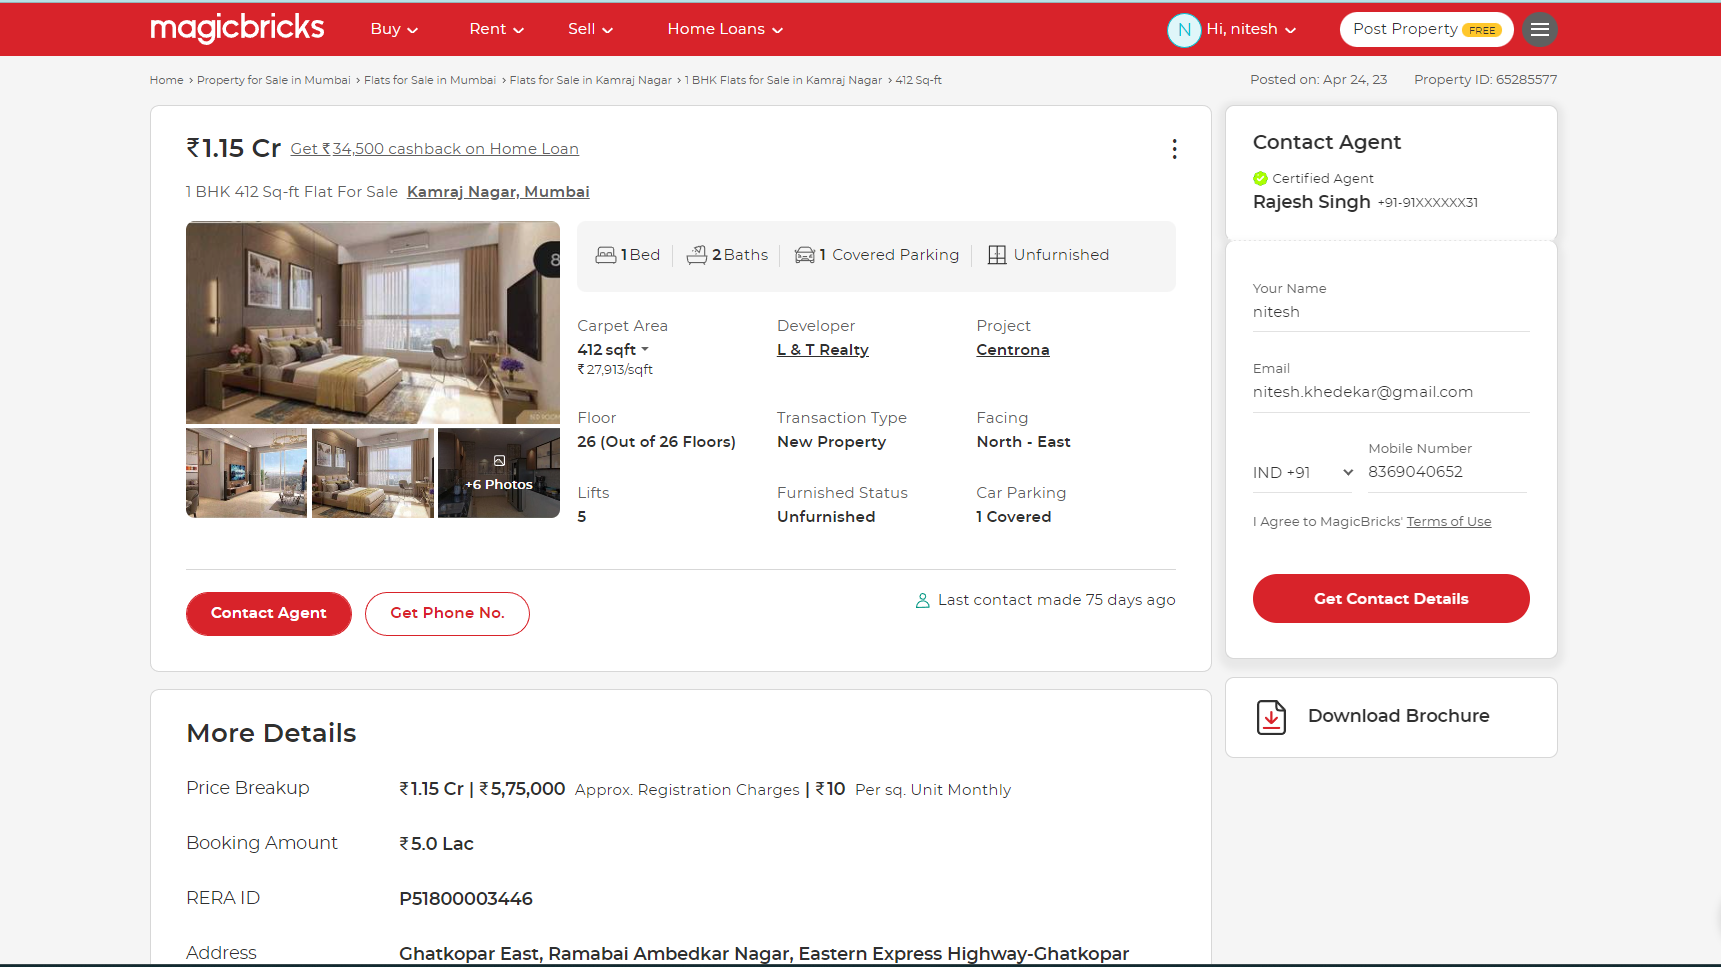 magicbricks
Buy
Rent
Sell
Home Loans
N
Hi, nitesh
Post Property FREE
Home > Property for Sale in Mumbai > Flats for Sale in Mumbai > Flats for Sale in Kamraj Nagar > 1 BHK Flats for Sale in Kamraj Nagar > 412 Sq-ft
Posted on: Apr 24, 23
Property ID: 65285577
₹1.15 Cr Get ₹34,500 cashback on Home Loan
1 BHK 412 Sq-ft Flat For Sale Kamraj Nagar, Mumbai
8
+6 Photos
1 Bed
2 Baths
1 Covered Parking
Unfurnished
Carpet Area
412 sqft
₹27,913/sqft
Developer
L & T Realty
Project
Centrona
Floor
26 (Out of 26 Floors)
Transaction Type
New Property
Facing
North - East
Lifts
5
Furnished Status
Unfurnished
Car Parking
1 Covered
Contact Agent
Get Phone No.
Last contact made 75 days ago
Contact Agent
Certified Agent
Rajesh Singh +91-91XXXXXX31
Your Name
nitesh
Email
nitesh.khedekar@gmail.com
IND +91
Mobile Number
8369040652
I Agree to MagicBricks' Terms of Use
Get Contact Details
Download Brochure
More Details
Price Breakup
₹1.15 Cr | ₹5,75,000 Approx. Registration Charges | ₹10 Per sq. Unit Monthly
Booking Amount
₹5.0 Lac
RERA ID
P51800003446
Address
Ghatkopar East, Ramabai Ambedkar Nagar, Eastern Express Highway-Ghatkopar